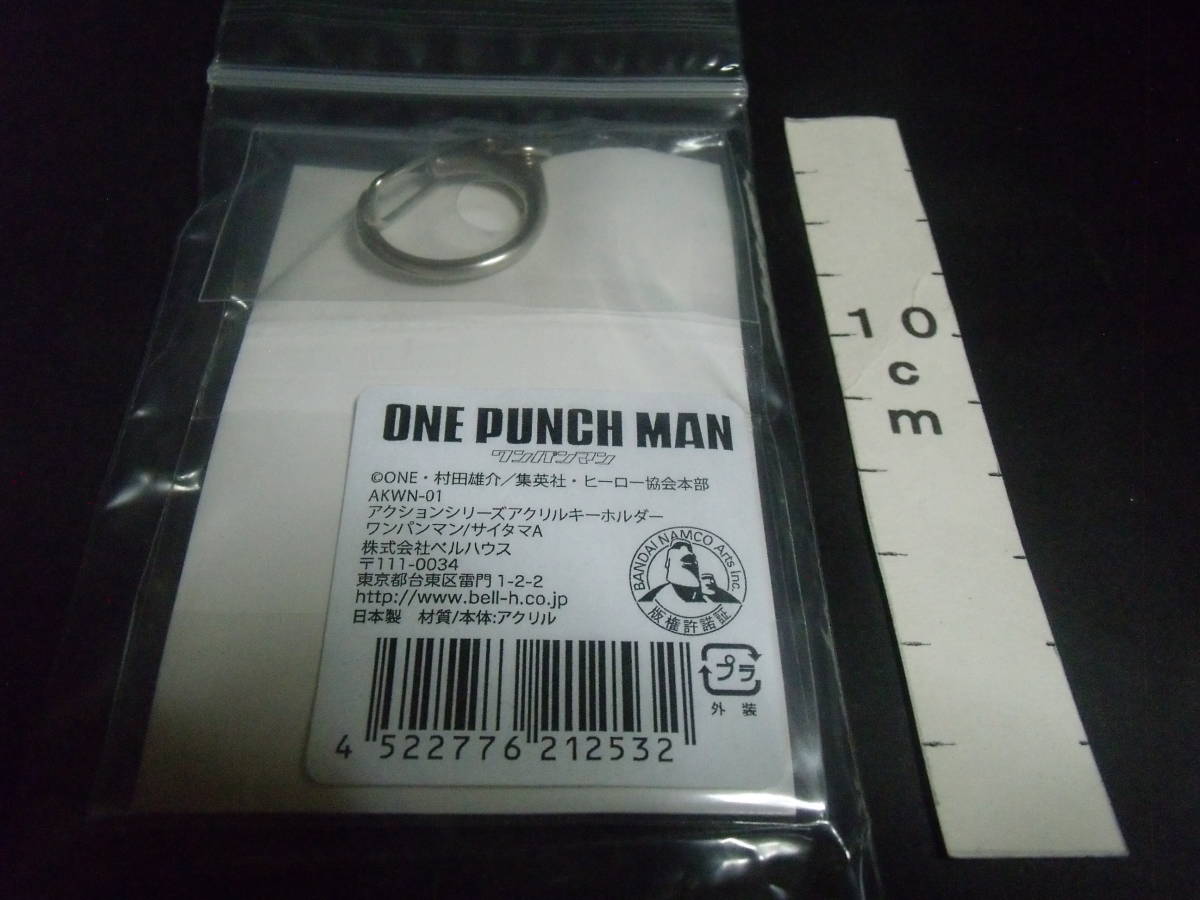 ONE PUNCH MAN
ワンパンマン
©ONE・村田雄介／集英社・ヒーロー協会本部
AKWN-01
アクションシリーズアクリルキーホルダー
ワンパンマン/サイタマA
株式会社ベルハウス
〒111-0034
東京都台東区雷門1-2-2
http://www.bell-h.co.jp
日本製 材質/本体:アクリル
BANDAI NAMCO Arts Inc.
版権許諾証
プラ
外装
4 522776 212532
10
cm